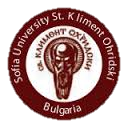 Sofia University St. Kliment Ohridski
СВ. КЛИМЕНТ ОХРИДСКИ
Bulgaria